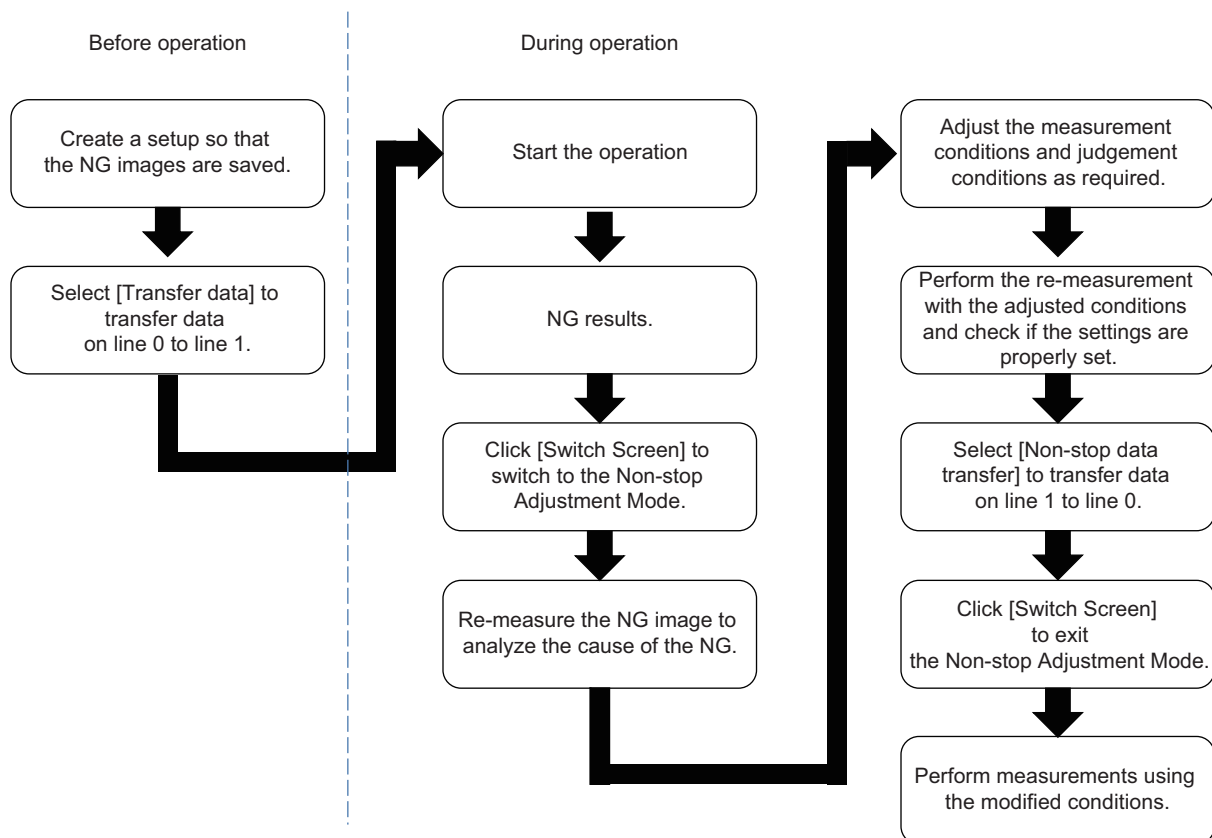 Before operation
Create a setup so that
the NG images are saved.
Select [Transfer data] to
transfer data
on line 0 to line 1.
During operation
Start the operation
NG results.
Click [Switch Screen] to
switch to the Non-stop
Adjustment Mode.
Re-measure the NG image to
analyze the cause of the NG.
Adjust the measurement
conditions and judgement
conditions as required.
Perform the re-measurement
with the adjusted conditions
and check if the settings are
properly set.
Select [Non-stop data
transfer] to transfer data
on line 1 to line 0.
Click [Switch Screen]
to exit
the Non-stop Adjustment Mode.
Perform measurements using
the modified conditions.